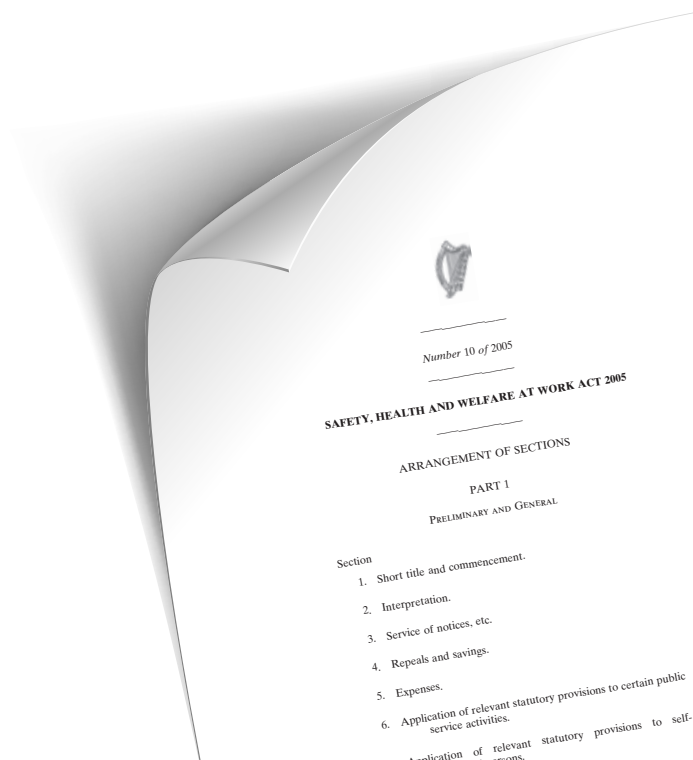 Number 10 of 2005
SAFETY, HEALTH AND WELFARE AT WORK ACT 2005
ARRANGEMENT OF SECTIONS
PART 1
Preliminary and General
Section
1. Short title and commencement.
2. Interpretation.
3. Service of notices, etc.
4. Repeals and savings.
5. Expenses.
6. Application of relevant statutory provisions to certain public
service activities.
Application of relevant statutory provisions to self-